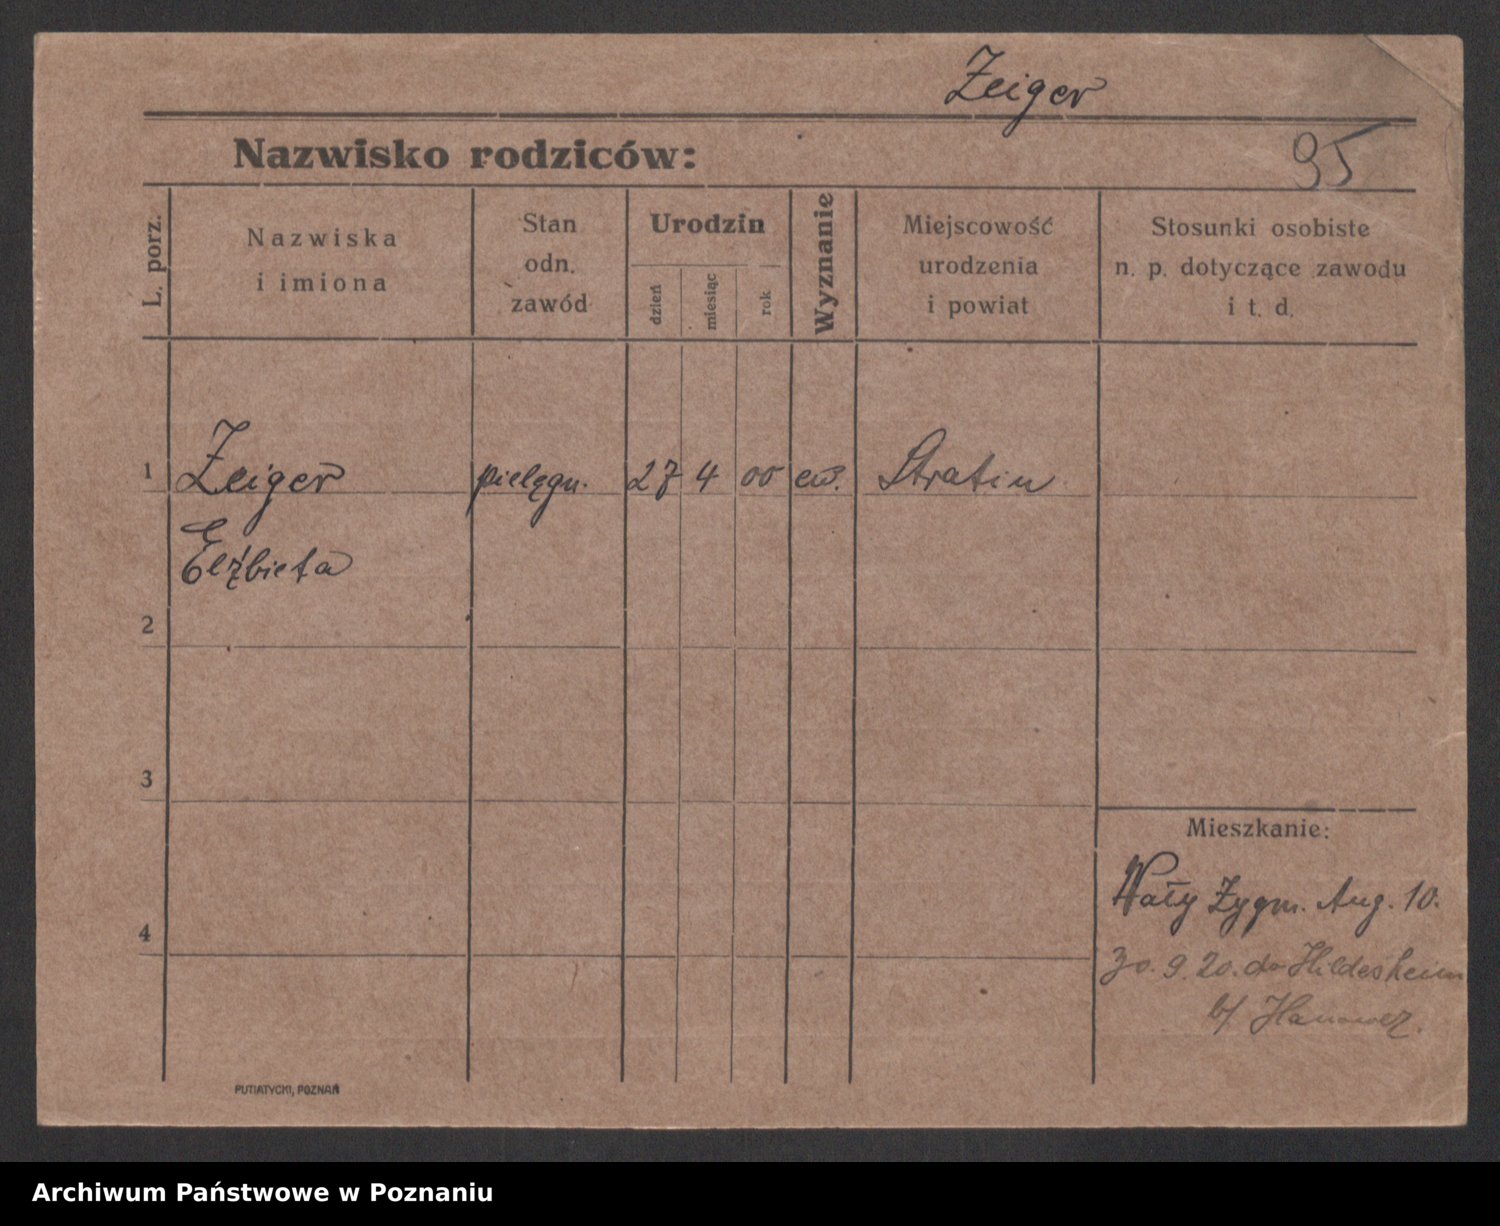 Zeiger
95
Nazwisko rodziców:
L. porz.
Nazwiska
i imiona
Stan
odn.
zawód
Urodzin
dzień
miesiąc
rok
Wyznanie
Miejscowość
urodzenia
i powiat
Stosunki osobiste
n. p. dotyczące zawodu
i t. d.
1 Zeiger pielęgn. 27 4 00 ew. Stratin
Elżbieta
2
3
Mieszkanie:
Wały Zygm. Aug. 10.
4
30. 9. 20. do Hildesheim
b/ Hanower.
PUTIATYCKI, POZNAŃ
Archiwum Państwowe w Poznaniu